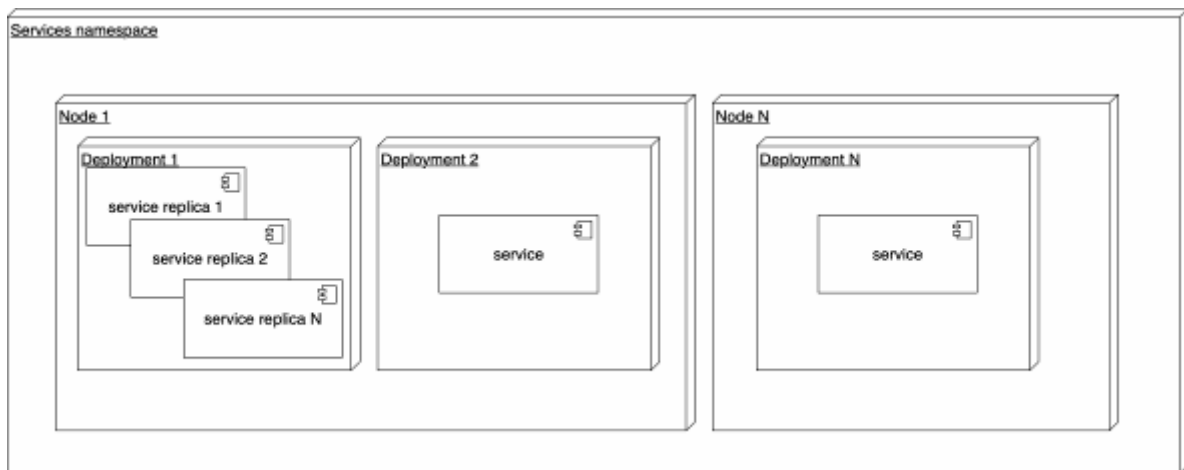 Services namespace
Node 1
Node N
Deployment 1
Deployment 2
Deployment N
service replica 1
service replica 2
service replica N
service
service